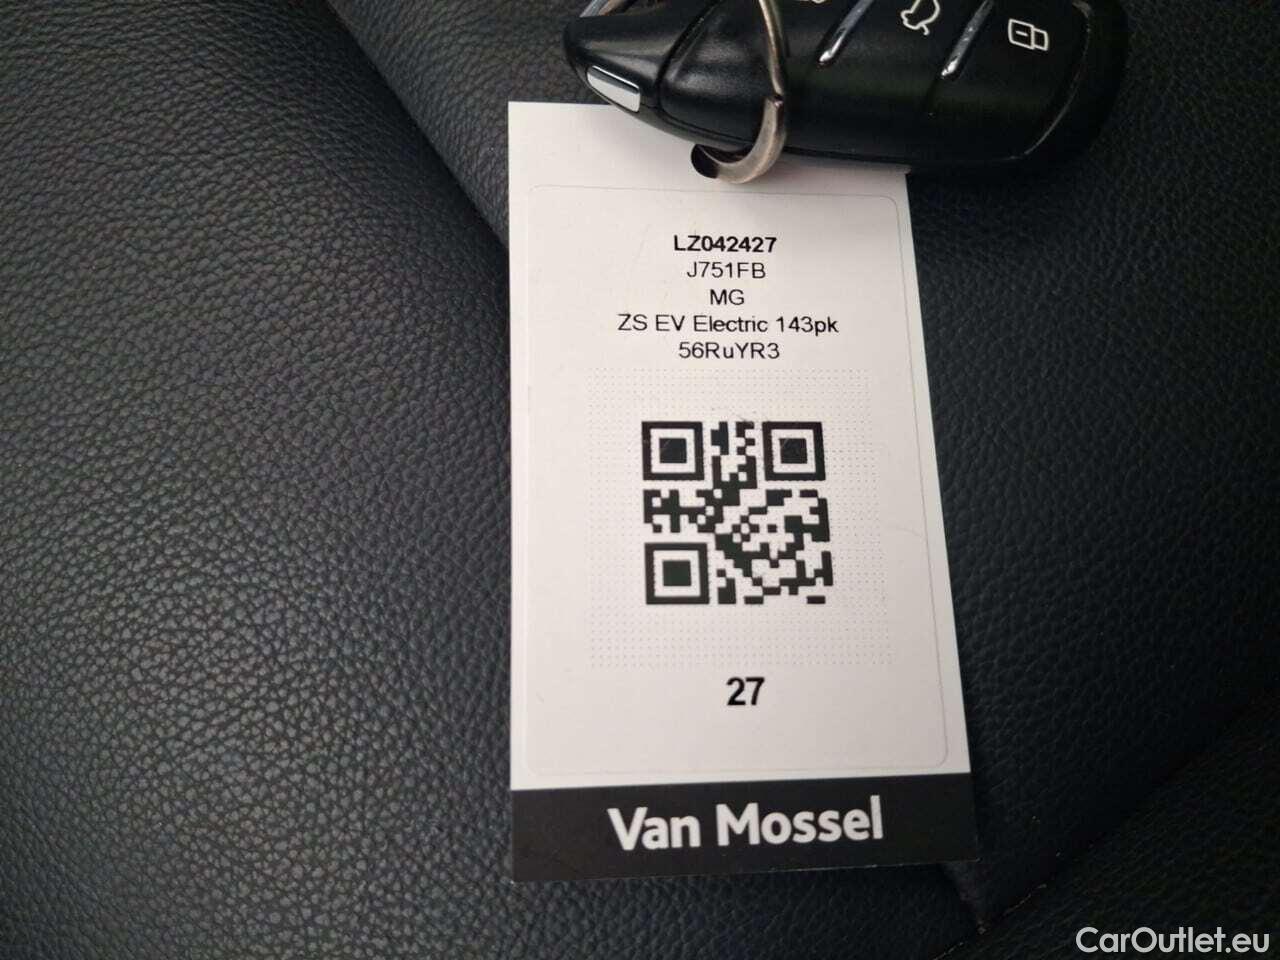 LZ042427
J751FB
MG
ZS EV Electric 143pk
56RuYR3
27
Van Mossel
CarOutlet.eu